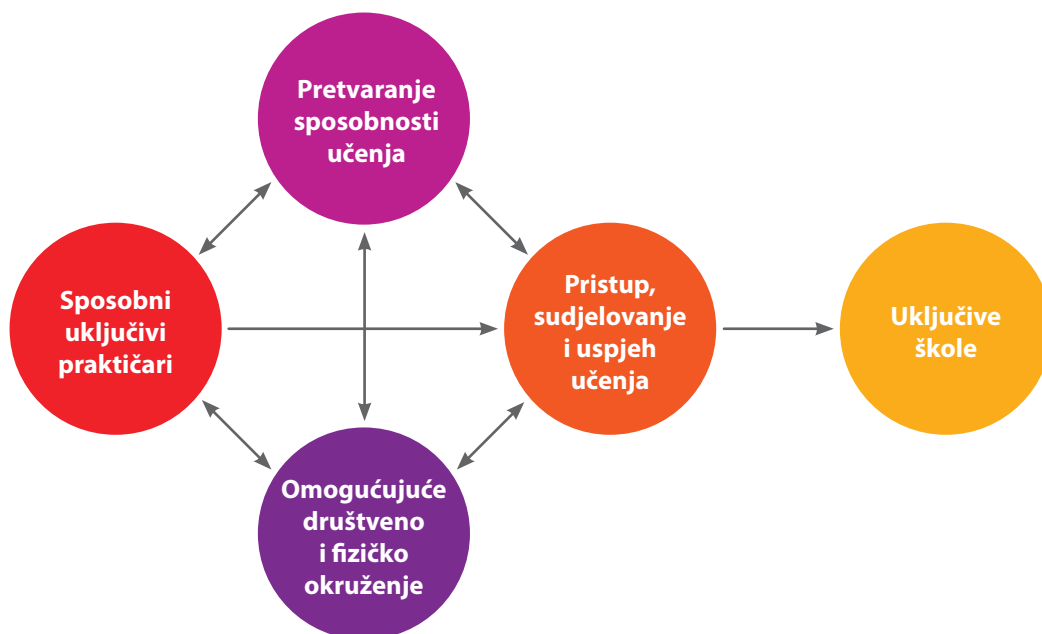 Pretvaranje
sposobnosti
učenja
Sposobni
uključivi
praktičari
Pristup,
sudjelovanje
i uspjeh
učenja
Uključive
škole
Omogućujuće
društveno
i fizičko
okruženje